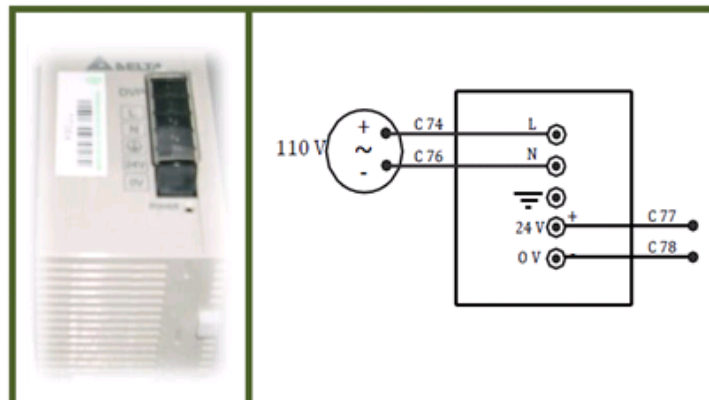 DELTA
DVP
L
N
24V
0V
POWER
110 V
+
~
-
C 74
C 76
L
N
24 V
+
0 V
-
C 77
C 78